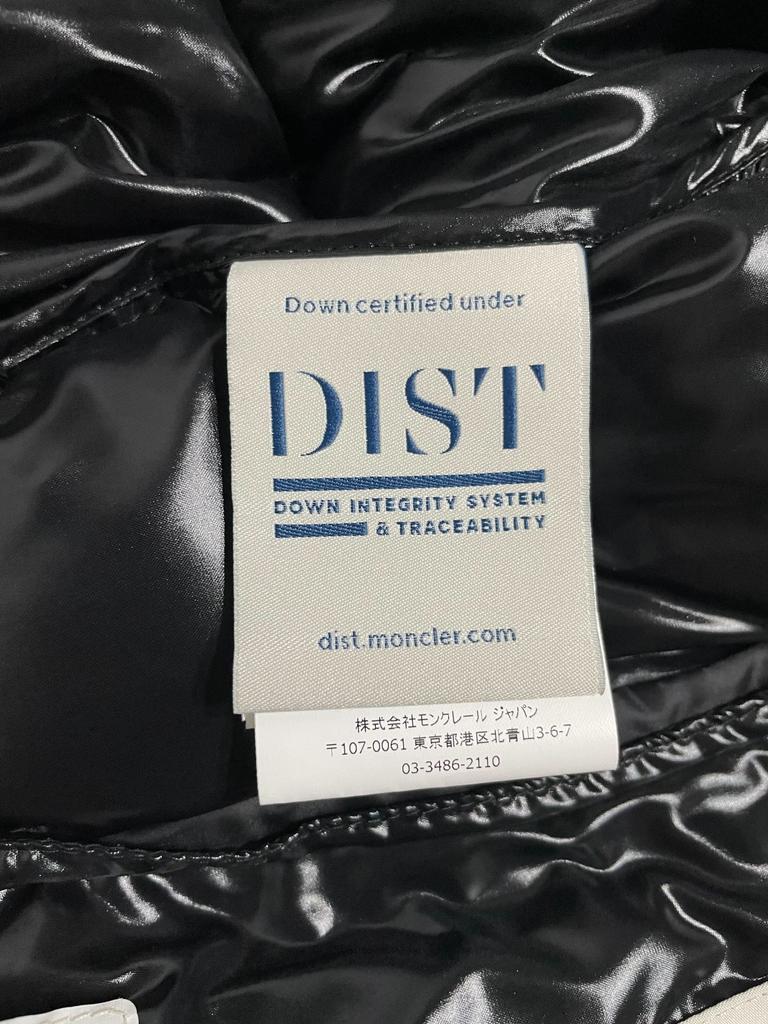 Down certified under
DIST
DOWN INTEGRITY SYSTEM
& TRACEABILITY
dist.moncler.com
株式会社モンクレール ジャパン
〒107-0061 東京都港区北青山3-6-7
03-3486-2110